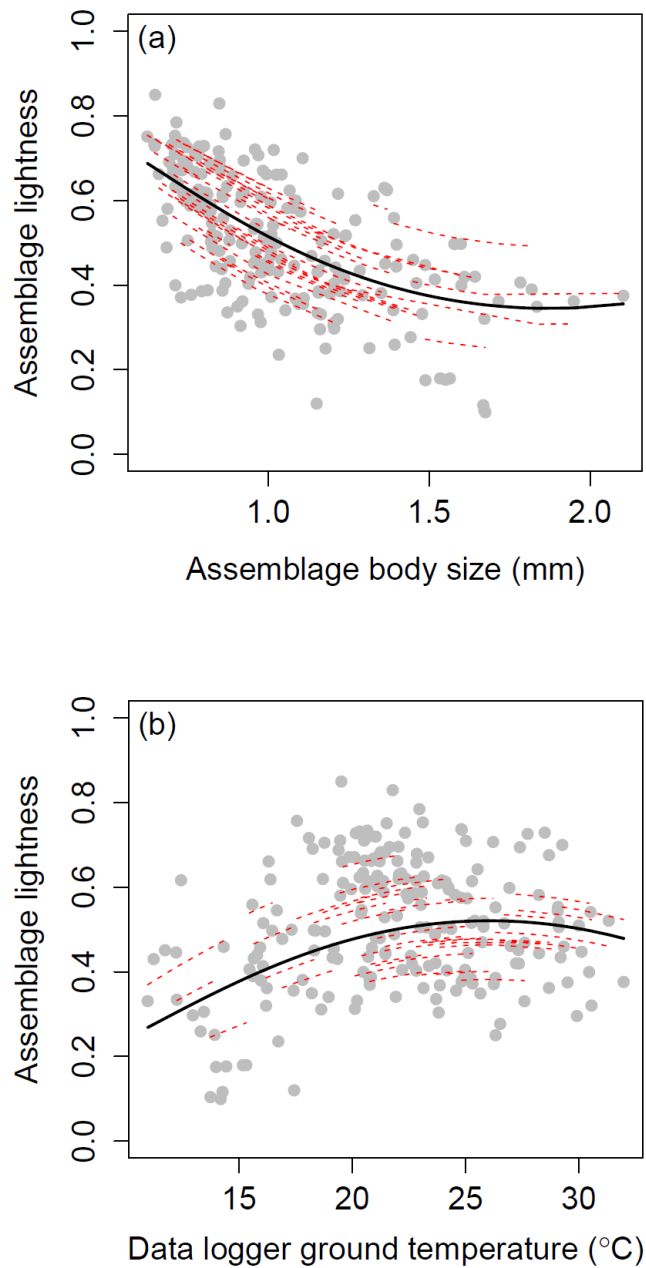 (a)
Assemblage lightness
1.0
0.8
0.6
0.4
0.2
0.0
1.0 1.5 2.0
Assemblage body size (mm)
(b)
Assemblage lightness
1.0
0.8
0.6
0.4
0.2
0.0
15 20 25 30
Data logger ground temperature (°C)